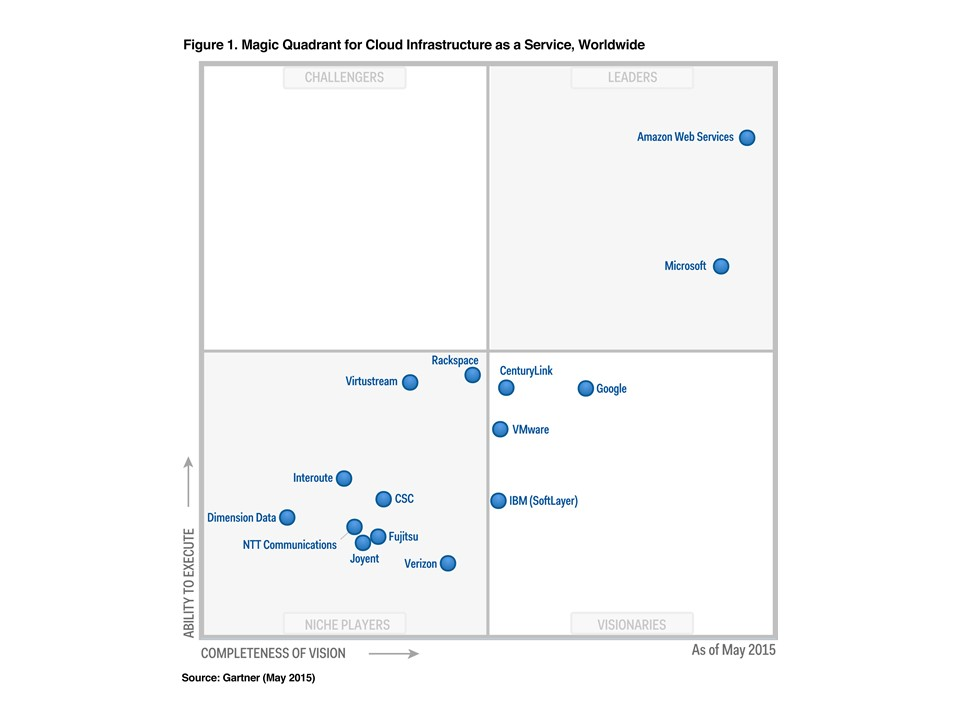 Figure 1. Magic Quadrant for Cloud Infrastructure as a Service, Worldwide
CHALLENGERS
LEADERS
Amazon Web Services
Microsoft
Rackspace
Virtustream
CenturyLink
Google
VMware
Interoute
CSC
IBM (SoftLayer)
Dimension Data
NTT Communications
Fujitsu
Joyent
Verizon
NICHE PLAYERS
VISIONARIES
ABILITY TO EXECUTE
COMPLETENESS OF VISION
As of May 2015
Source: Gartner (May 2015)